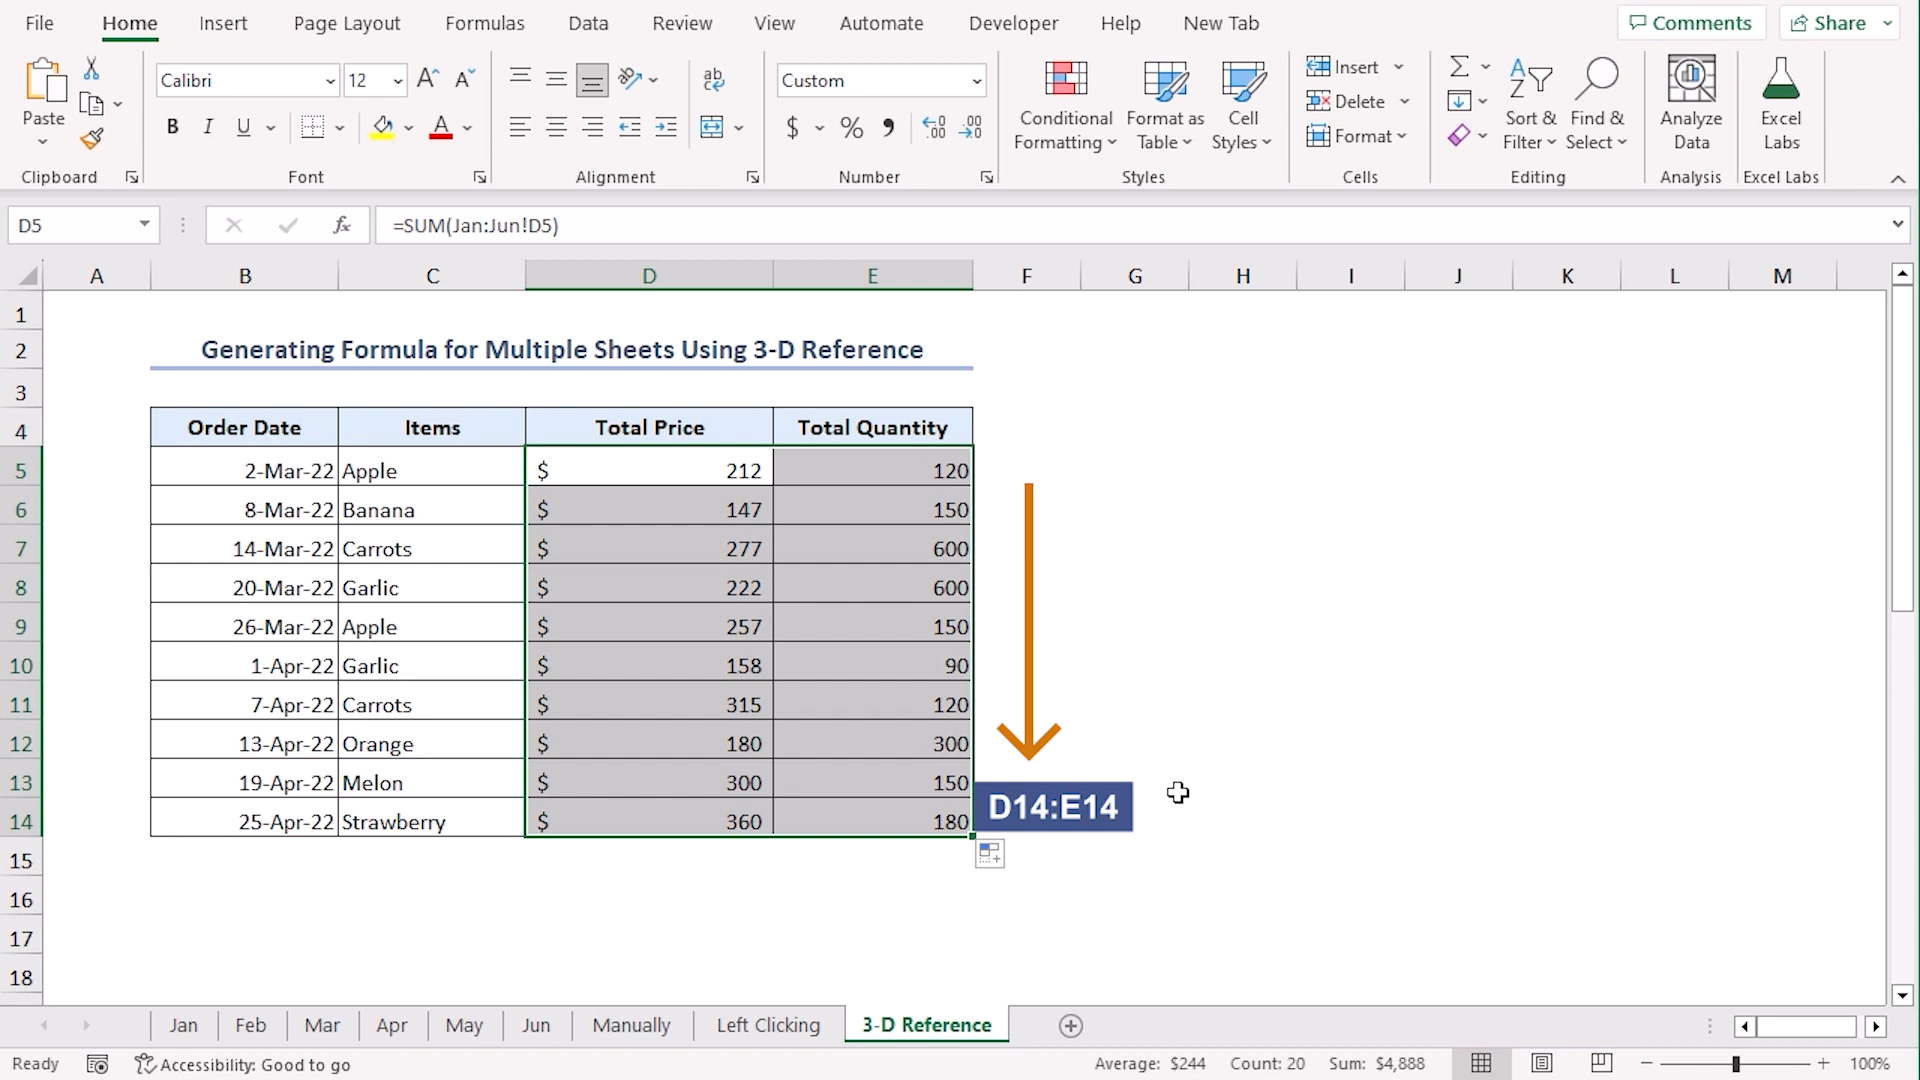 File Home Insert Page Layout Formulas Data Review View Automate Developer Help New Tab Comments Share
Paste
Clipboard
Calibri 12
B I U A
Font
ab
Alignment
Custom
$ % 9 .00 .00
Number
Conditional Formatting
Format as Table
Cell Styles
Styles
Insert
Delete
Format
Cells
Sort & Filter
Find & Select
Editing
Analyze Data
Analysis
Excel Labs
Excel Labs
D5 fx =SUM(Jan:Jun!D5)
A B C D E F G H I J K L M
1
2 Generating Formula for Multiple Sheets Using 3-D Reference
3
4 Order Date Items Total Price Total Quantity
5 2-Mar-22 Apple $ 212 120
6 8-Mar-22 Banana $ 147 150
7 14-Mar-22 Carrots $ 277 600
8 20-Mar-22 Garlic $ 222 600
9 26-Mar-22 Apple $ 257 150
10 1-Apr-22 Garlic $ 158 90
11 7-Apr-22 Carrots $ 315 120
12 13-Apr-22 Orange $ 180 300
13 19-Apr-22 Melon $ 300 150
14 25-Apr-22 Strawberry $ 360 180
D14:E14
15
16
17
18
Jan Feb Mar Apr May Jun Manually Left Clicking 3-D Reference
Ready Accessibility: Good to go Average: $244 Count: 20 Sum: $4,888 100%